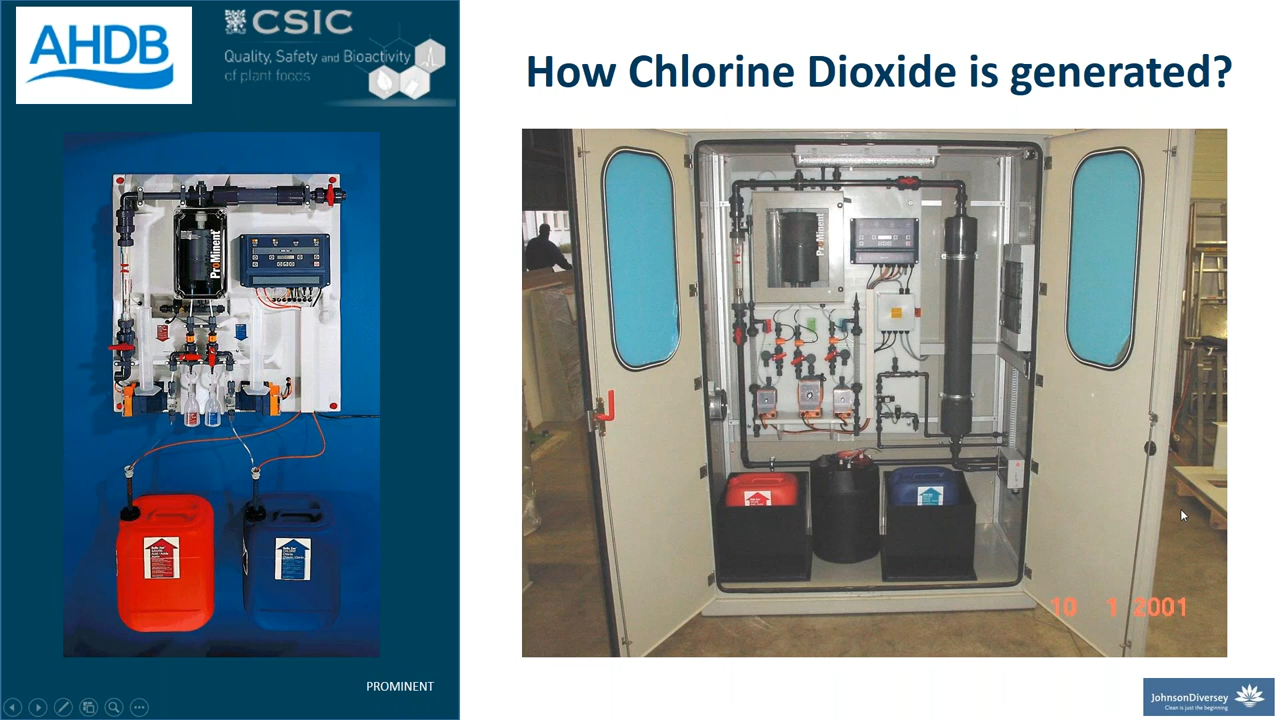 AHDB
CSIC
Quality, Safety and Bioactivity
of plant foods
How Chlorine Dioxide is generated?
ProMinent
ProMinent
10 1 2001
PROMINENT
JohnsonDiversey
Clean is just the beginning